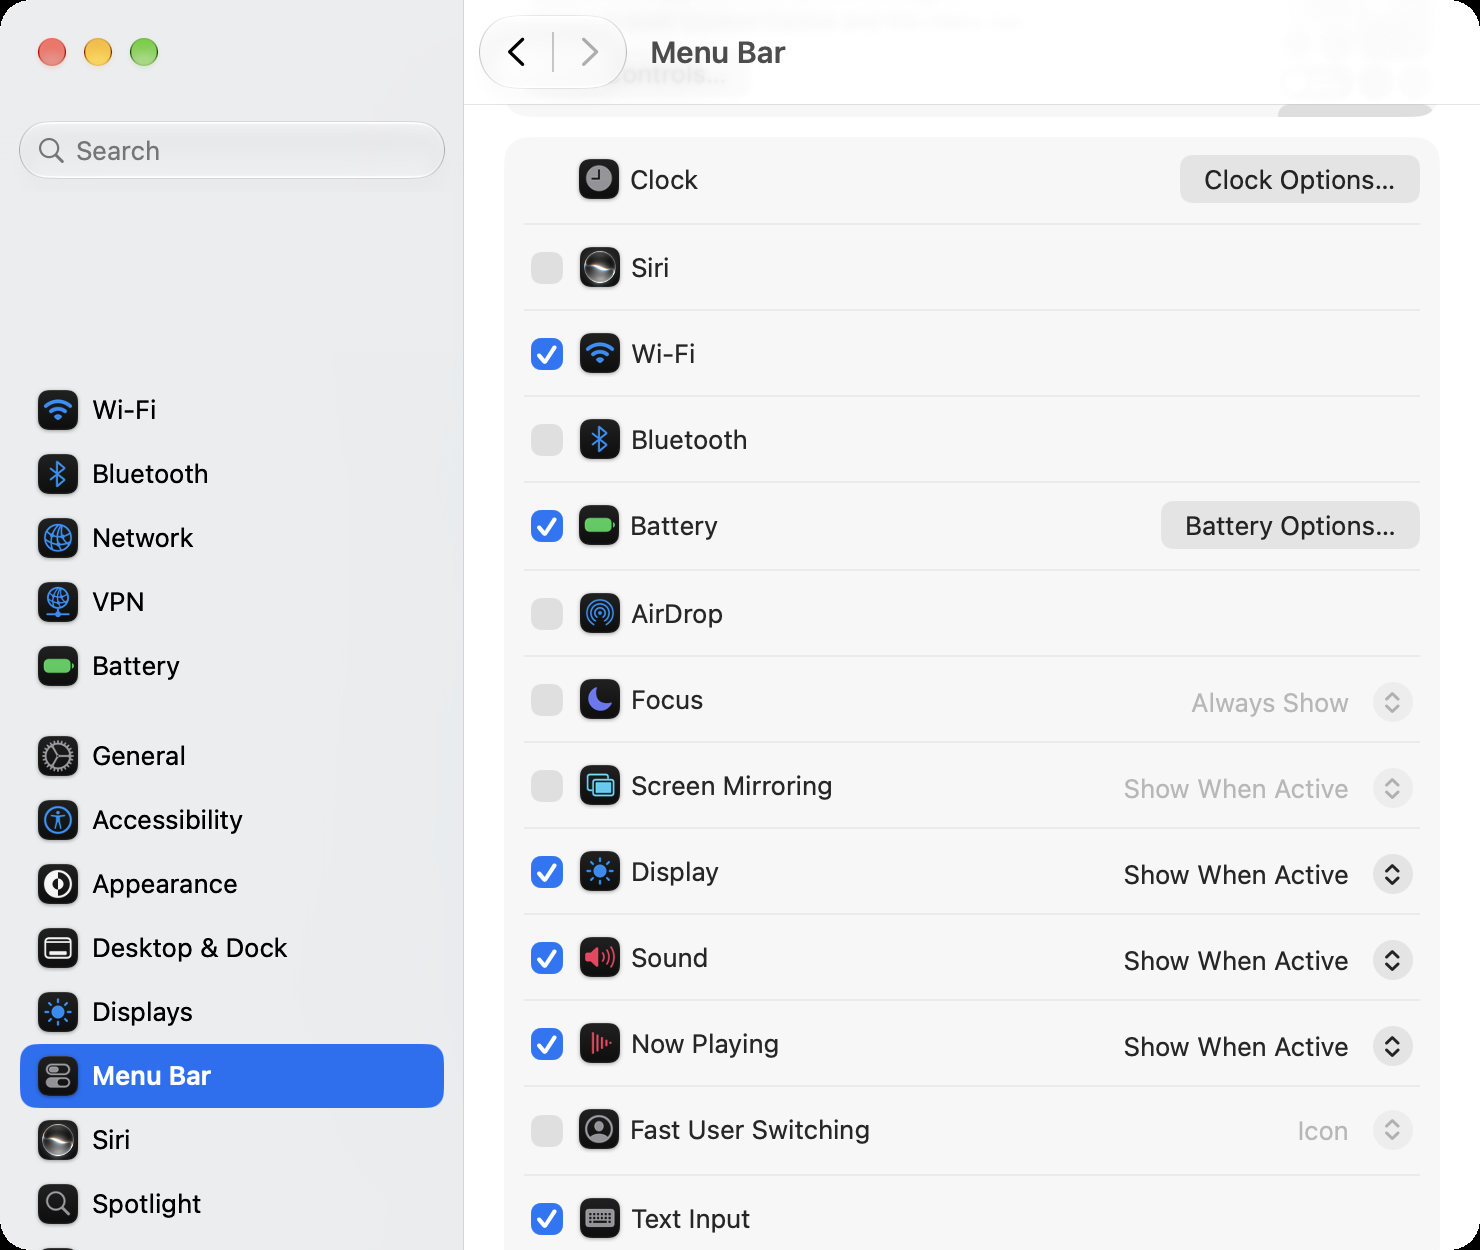 Menu Bar
Search
Wi-Fi
Bluetooth
Network
VPN
Battery
General
Accessibility
Appearance
Desktop & Dock
Displays
Menu Bar
Siri
Spotlight
Clock
Clock Options...
Siri
Wi-Fi
Bluetooth
Battery
Battery Options...
AirDrop
Focus
Always Show
Screen Mirroring
Show When Active
Display
Show When Active
Sound
Show When Active
Now Playing
Show When Active
Fast User Switching
Icon
Text Input